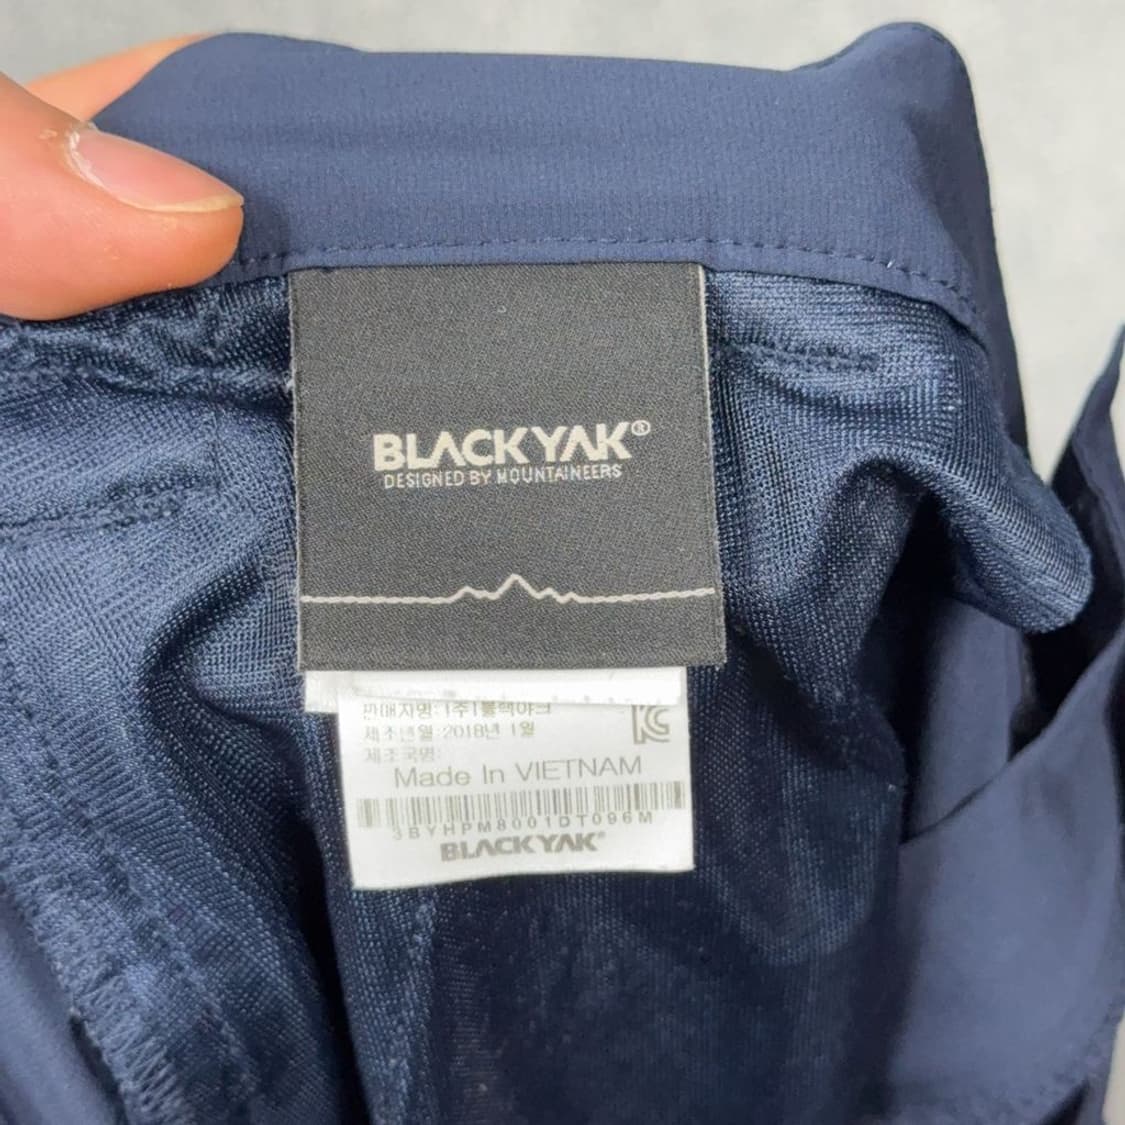 BLACKYAK®
DESIGNED BY MOUNTAINEERS
판매자명:(주)블랙야크
제조년월:2018년 1월
KC
제조국명:
Made In VIETNAM
3BYHPM8001DT096M
BLACKYAK®